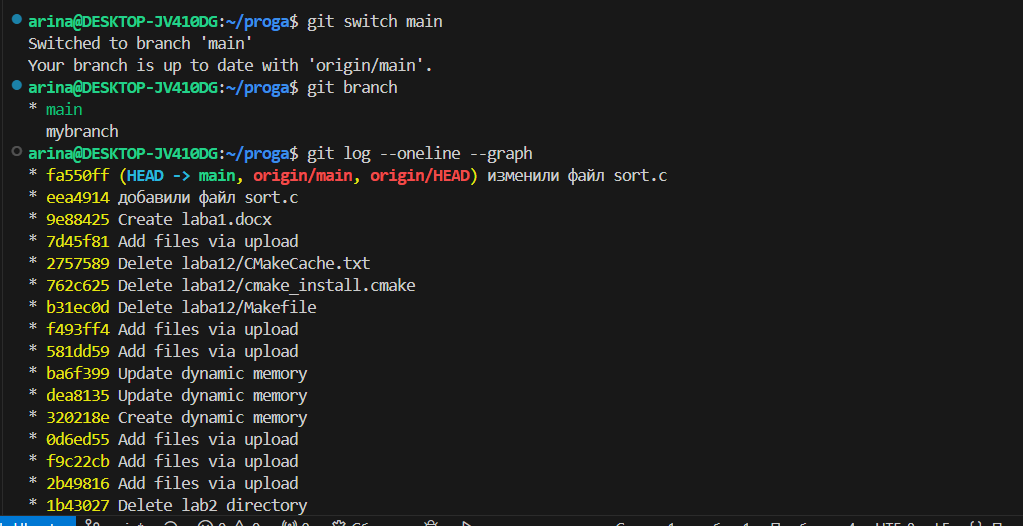 arina@DESKTOP-JV410DG:~/proga$ git switch main
Switched to branch 'main'
Your branch is up to date with 'origin/main'.
arina@DESKTOP-JV410DG:~/proga$ git branch
* main
mybranch
arina@DESKTOP-JV410DG:~/proga$ git log --oneline --graph
* fa550ff (HEAD -> main, origin/main, origin/HEAD) изменили файл sort.c
* eea4914 добавили файл sort.c
* 9e88425 Create laba1.docx
* 7d45f81 Add files via upload
* 2757589 Delete laba12/CMakeCache.txt
* 762c625 Delete laba12/cmake_install.cmake
* b31ec0d Delete laba12/Makefile
* f493ff4 Add files via upload
* 581dd59 Add files via upload
* ba6f399 Update dynamic memory
* dea8135 Update dynamic memory
* 320218e Create dynamic memory
* 0d6ed55 Add files via upload
* f9c22cb Add files via upload
* 2b49816 Add files via upload
* 1b43027 Delete lab2 directory